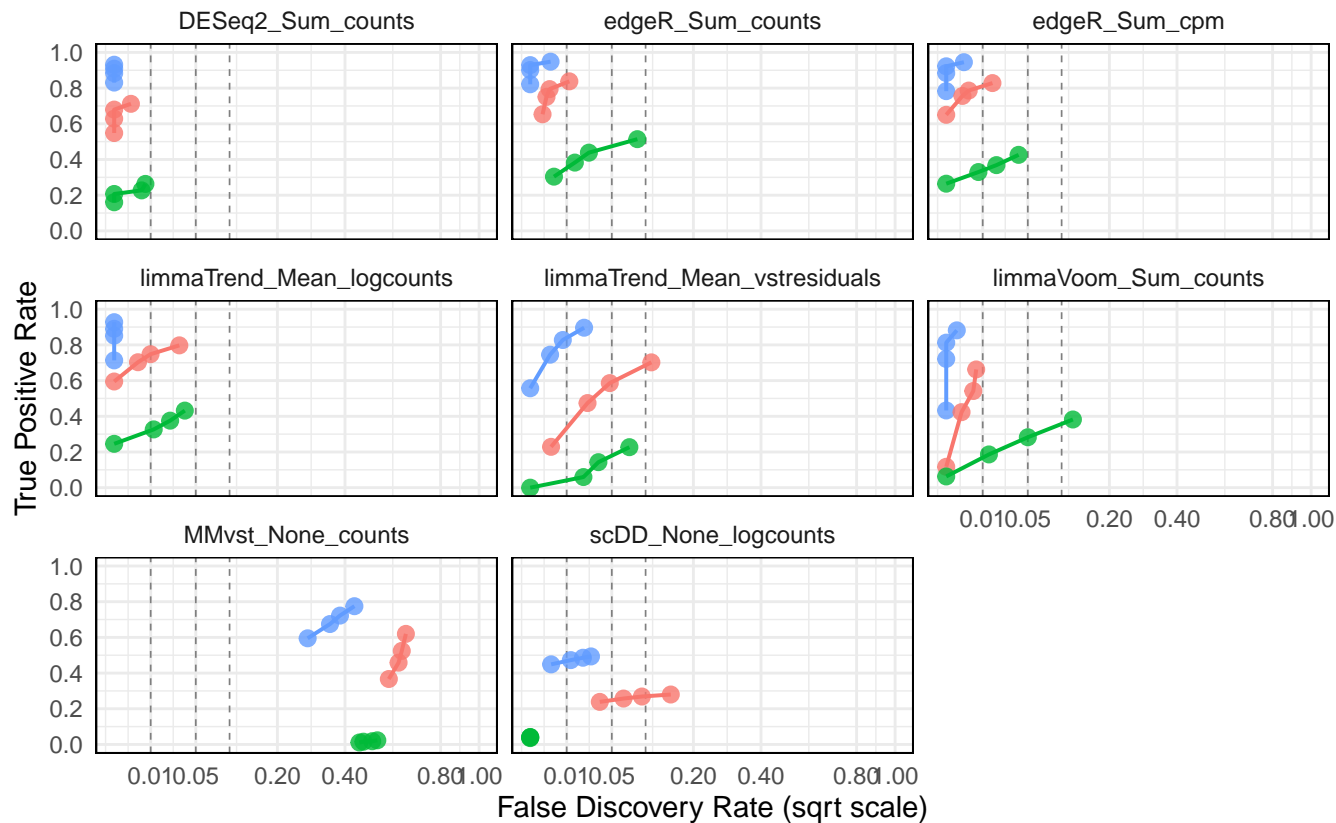 DESeq2_Sum_counts edgeR_Sum_counts edgeR_Sum_cpm
1.0
0.8
0.6
0.4
0.2
0.0
limmaTrend_Mean_logcounts limmaTrend_Mean_vstresiduals limmaVoom_Sum_counts
1.0
0.8
0.6
0.4
0.2
0.0
True Positive Rate
0.010.05 0.20 0.40 0.801.00
MMvst_None_counts scDD_None_logcounts
1.0
0.8
0.6
0.4
0.2
0.0
0.010.05 0.20 0.40 0.801.00 0.010.05 0.20 0.40 0.801.00
False Discovery Rate (sqrt scale)